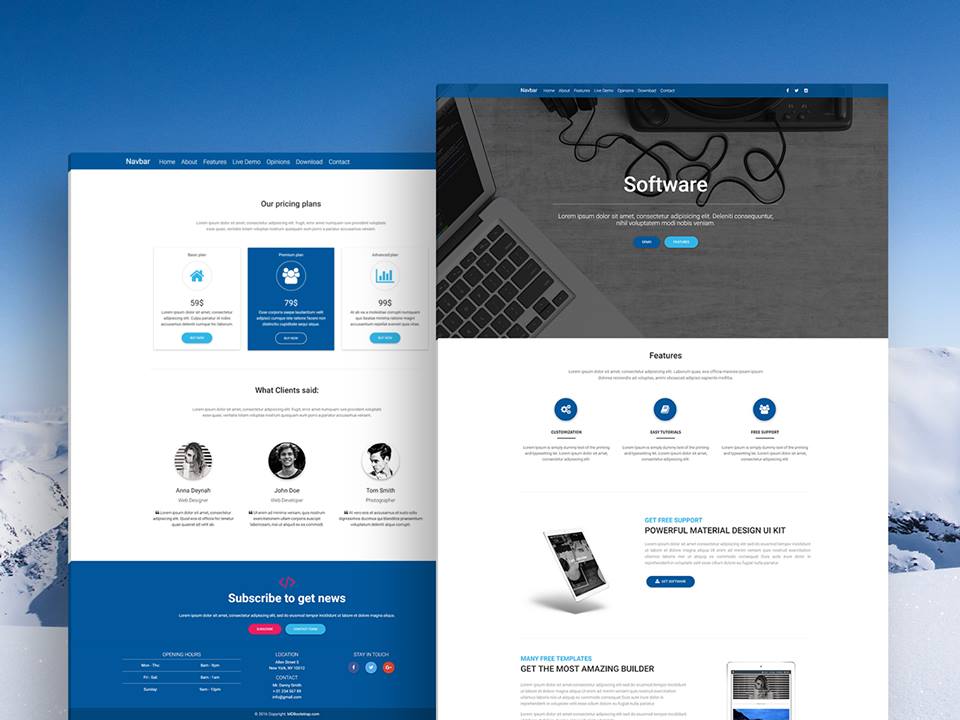 Navbar Home About Features Live Demo Opinions Download Contact
Our pricing plans
Lorem ipsum dolor sit amet, consectetur adipisicing elit. Fugit, error amet numquam iure provident voluptate
esse quasi, veritatis totam voluptas nostrum quisquam eum porro a pariatur accusamus veniam.
Basic plan
59$
Lorem ipsum dolor sit amet, consectetur adipisicing
elit. Culpa pariatur id nobis
accusamus deleniti cumque hic laborum.
BUY NOW
Premium plan
79$
Esse corporis saepe laudantium velit
adipisci cumque iste ratione facere non
distinctio cupiditate sequi atque.
BUY NOW
Advanced plan
99$
At ab ea a molestiae corrupti numquam
quo beatae minima ratione magni
accusantium repellat eveniet quia vitae.
BUY NOW
What Clients said:
Lorem ipsum dolor sit amet, consectetur adipisicing elit. Fugit, error amet numquam iure provident voluptate
esse quasi, veritatis totam voluptas nostrum quisquam eum porro a pariatur accusamus veniam.
Anna Deynah
Web Designer
Lorem ipsum dolor sit amet, consectetur
adipisicing elit. Quod eos id officiis hic tenetur
quae quaerat ad velit ab.
John Doe
Web Developer
Ut enim ad minima veniam, quis nostrum
exercitationem ullam corporis suscipit
laboriosam, nisi ut aliquid ex ea commodi.
Tom Smith
Photographer
At vero eos et accusamus et iusto odio
dignissimos ducimus qui blanditiis praesentium
voluptatum deleniti atque corrupti.
</>
Subscribe to get news
Lorem ipsum dolor sit amet, consectetur adipiscing elit, sed do eiusmod tempor incididunt ut labore et dolore magna aliqua.
SUBSCRIBE
CONTACT FORM
OPENING HOURS
Mon - Thu: 8am - 9pm
Fri - Sat: 8am - 1am
Sunday: 9am - 10pm
LOCATION
Allen Street 5
New York, NY 10012
CONTACT
Mr. Danny Smith
+ 01 234 567 89
info@gmail.com
STAY IN TOUCH
© 2016 Copyright: MDBootstrap.com
Navbar Home About Features Live Demo Opinions Download Contact
Software
Lorem ipsum dolor sit amet, consectetur adipisicing elit. Deleniti consequuntur,
nihil voluptatem modi nobis veniam.
DEMO
FEATURES
Features
Lorem ipsum dolor sit amet, consectetur adipisicing elit. Laborum quas, eos officia maiores ipsam ipsum
dolores reiciendis ad voluptas, animi obcaecati adipisci sapiente mollitia.
CUSTOMIZATION
Lorem Ipsum is simply dummy text of the printing
and typesetting let. Lorem ipsum dolor sit amet,
consectetur adipisicing elit
EASY TUTORIALS
Lorem Ipsum is simply dummy text of the printing
and typesetting let. Lorem ipsum dolor sit amet,
consectetur adipisicing elit
FREE SUPPORT
Lorem Ipsum is simply dummy text of the printing
and typesetting let. Lorem ipsum dolor sit amet,
consectetur adipisicing elit
GET FREE SUPPORT
POWERFUL MATERIAL DESIGN UI KIT
Lorem ipsum dolor sit amet, consectetur adipiscing elit, sed do eiusmod tempor incididunt ut
labore et dolore magna aliqua. Ut enim ad minim veniam, quis nostrud exercitation ullamco
laboris nisi ut aliquip ex ea commodo consequat. Duis aute irure dolor in
reprehenderit in voluptate velit esse cillum dolore eu fugiat nulla pariatur.
GET SOFTWARE
MANY FREE TEMPLATES
GET THE MOST AMAZING BUILDER
Lorem ipsum dolor sit amet, consectetur adipiscing elit, sed do eiusmod tempor incididunt ut
labore et dolore magna aliqua. Ut enim ad minim veniam, quis nostrud exercitation ullamco
laboris nisi ut aliquip ex ea commodo consequat. Duis aute irure dolor in
reprehenderit in voluptate velit esse cillum dolore eu fugiat nulla pariatur.